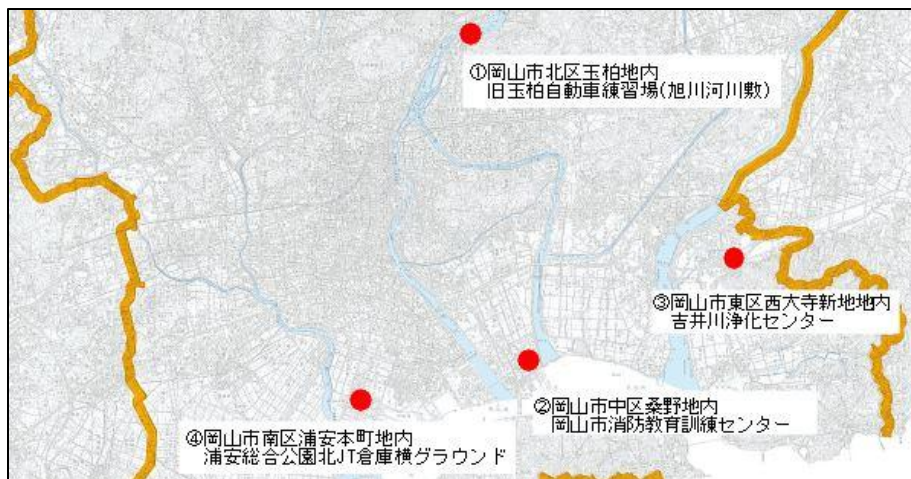 ①岡山市北区玉柏地内
旧玉柏自動車練習場(旭川河川敷)
③岡山市東区西大寺新地地内
吉井川浄化センター
②岡山市中区桑野地内
岡山市消防教育訓練センター
④岡山市南区浦安本町地内
浦安総合公園北JT倉庫横グラウンド